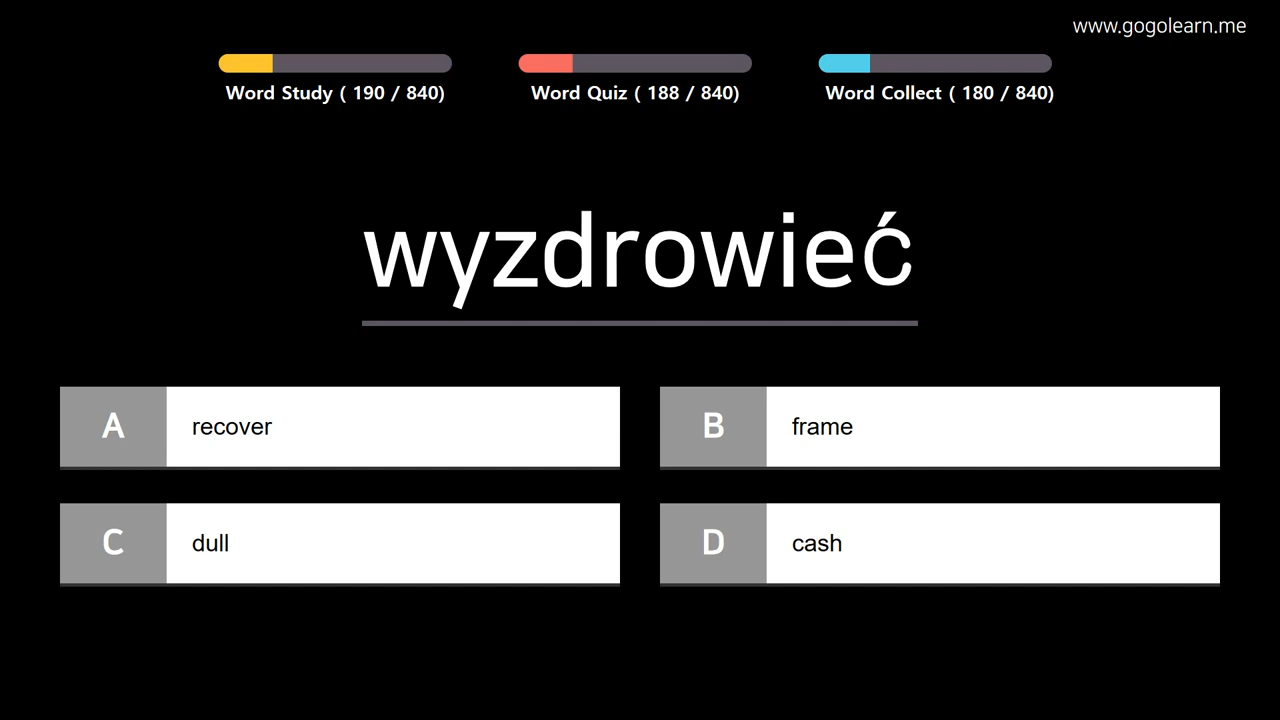 www.gogolearn.me
Word Study ( 190 / 840)
Word Quiz ( 188 / 840)
Word Collect ( 180 / 840)
wyzdrowieć
A recover
B frame
C dull
D cash